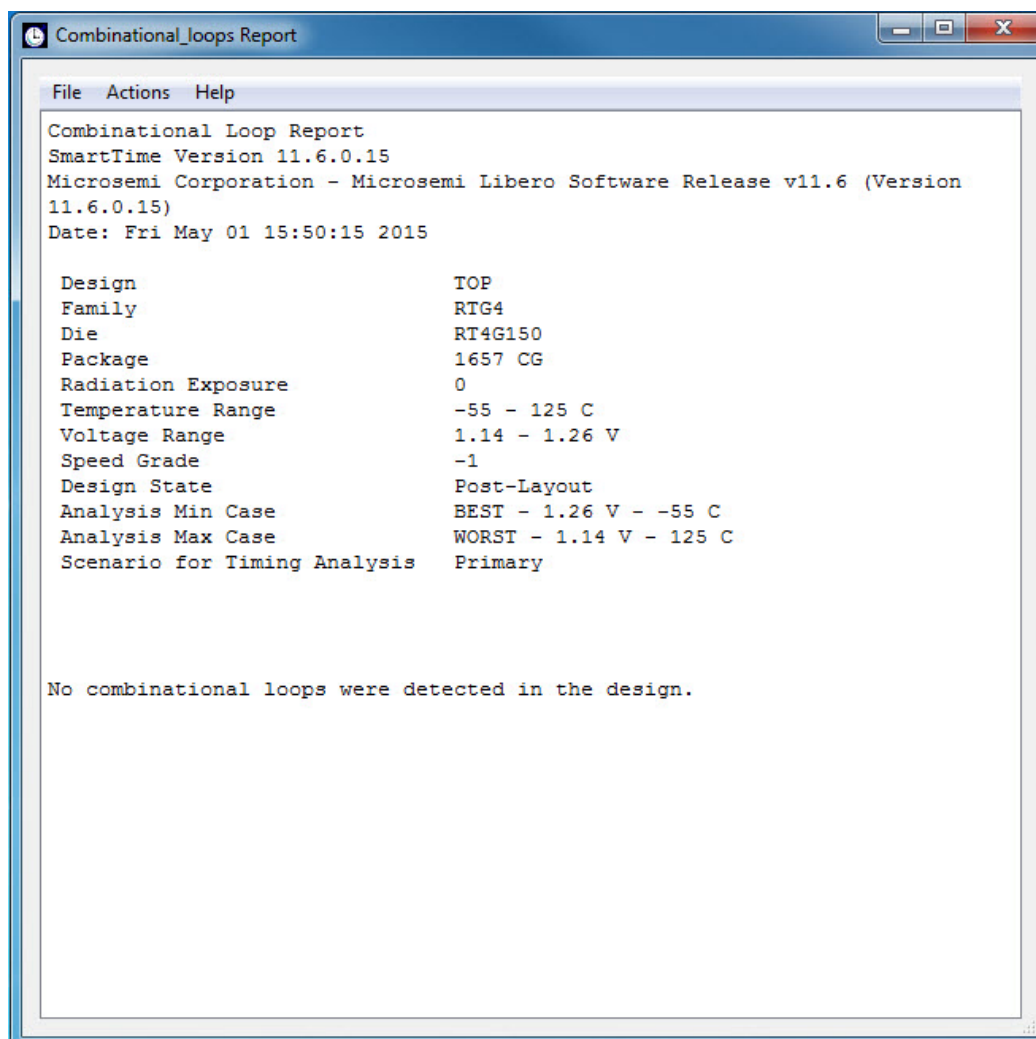 Combinational_loops Report
File Actions Help
Combinational Loop Report
SmartTime Version 11.6.0.15
Microsemi Corporation - Microsemi Libero Software Release v11.6 (Version
11.6.0.15)
Date: Fri May 01 15:50:15 2015
Design TOP
Family RTG4
Die RT4G150
Package 1657 CG
Radiation Exposure 0
Temperature Range -55 - 125 C
Voltage Range 1.14 - 1.26 V
Speed Grade -1
Design State Post-Layout
Analysis Min Case BEST - 1.26 V - -55 C
Analysis Max Case WORST - 1.14 V - 125 C
Scenario for Timing Analysis Primary
No combinational loops were detected in the design.